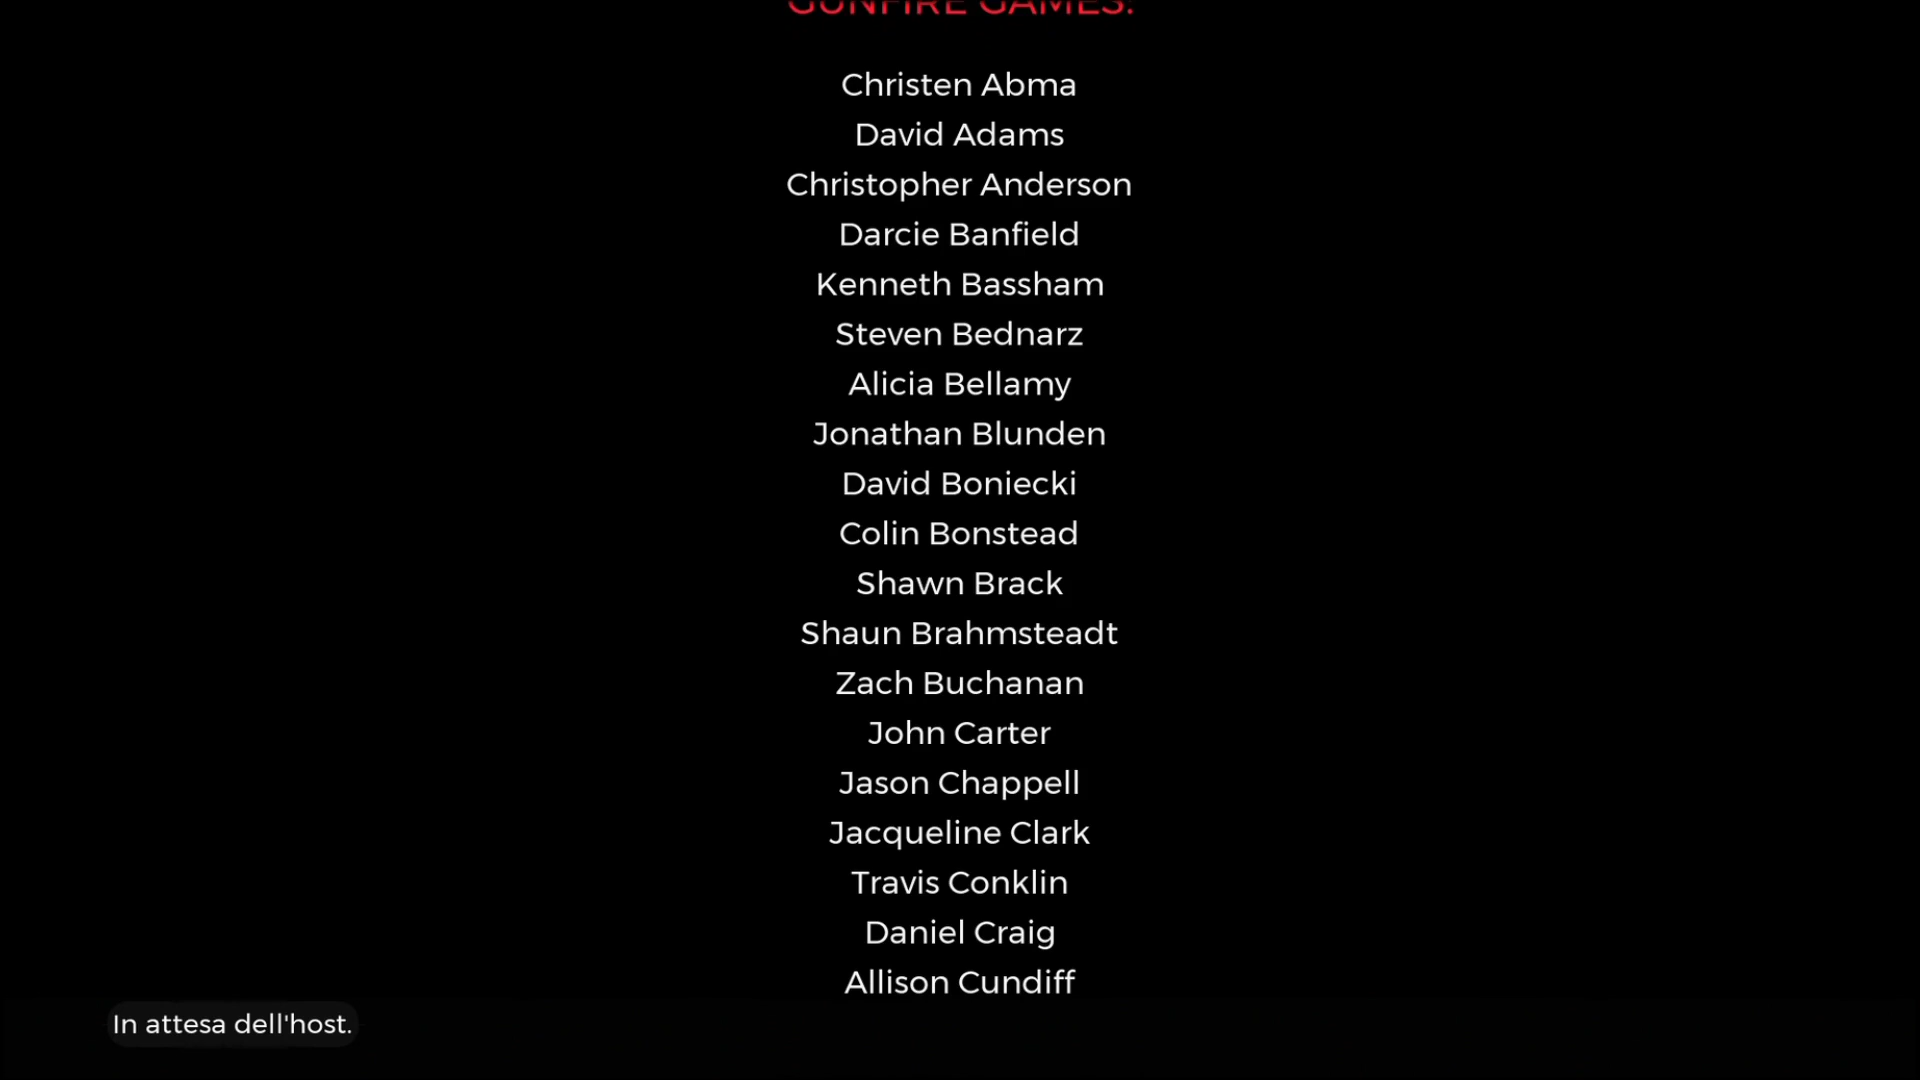 GUNFIRE GAMES:
Christen Abma
David Adams
Christopher Anderson
Darcie Banfield
Kenneth Bassham
Steven Bednarz
Alicia Bellamy
Jonathan Blunden
David Boniecki
Colin Bonstead
Shawn Brack
Shaun Brahmsteadt
Zach Buchanan
John Carter
Jason Chappell
Jacqueline Clark
Travis Conklin
Daniel Craig
Allison Cundiff
In attesa dell'host.